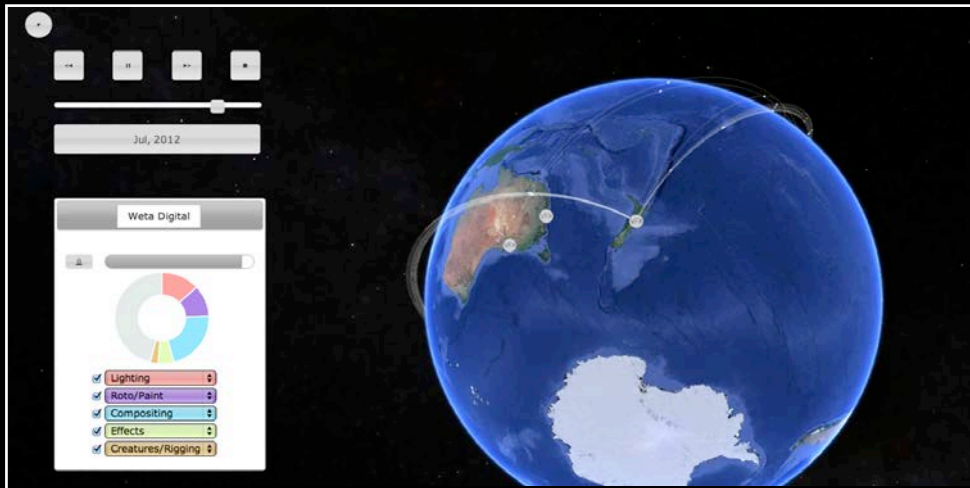 Jul, 2012
Weta Digital
Lighting
Roto/Paint
Compositing
Effects
Creatures/Rigging